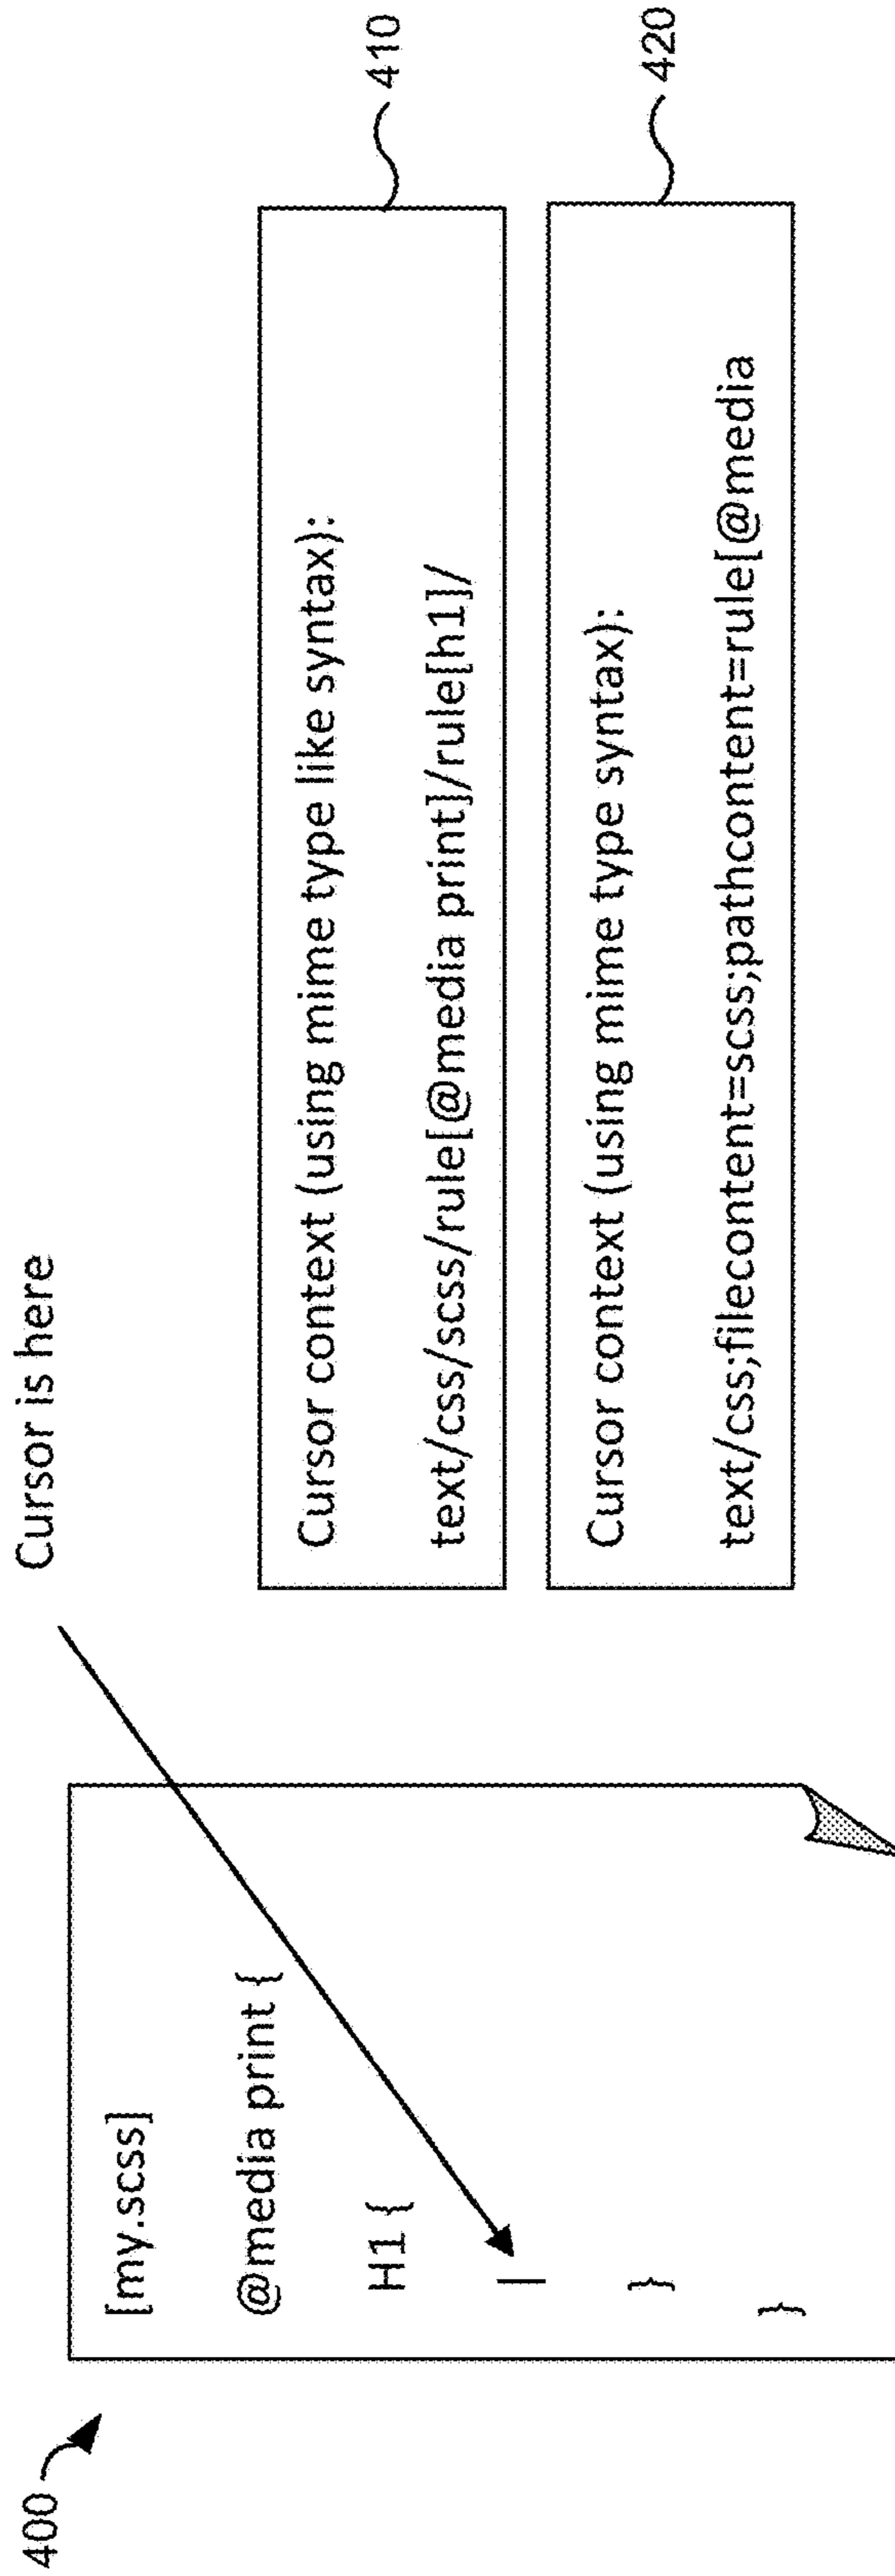 400
Cursor is here
[my.scss]
@media print {
H1 {
|
}
}
Cursor context (using mime type like syntax):
text/css/scss/rule[@media print]/rule[h1]/
410
Cursor context (using mime type syntax):
text/css;filecontent=scss;pathcontent=rule[@media
420